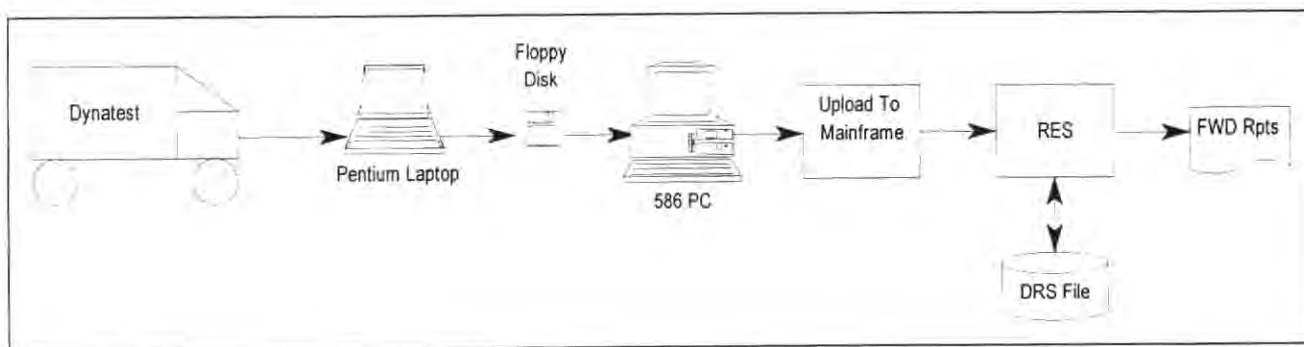 Dynatest
Pentium Laptop
Floppy
Disk
586 PC
Upload To
Mainframe
RES
DRS File
FWD Rpts